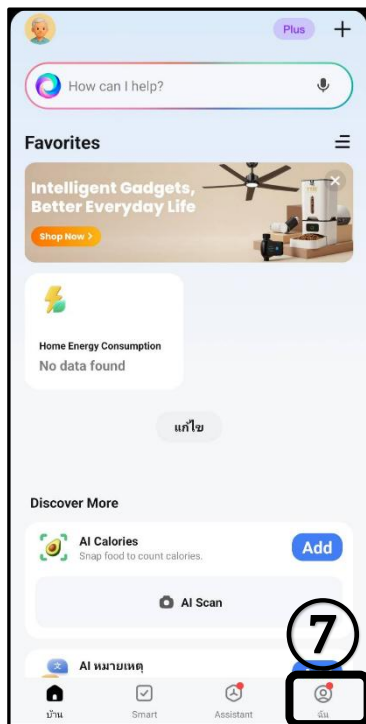 Plus
How can I help?
Favorites
Intelligent Gadgets,
Better Everyday Life
Shop Now >
Home Energy Consumption
No data found
แก้ไข
Discover More
AI Calories
Snap food to count calories.
Add
AI Scan
7
AI หมายเหตุ
บ้าน
Smart
Assistant
ฉัน